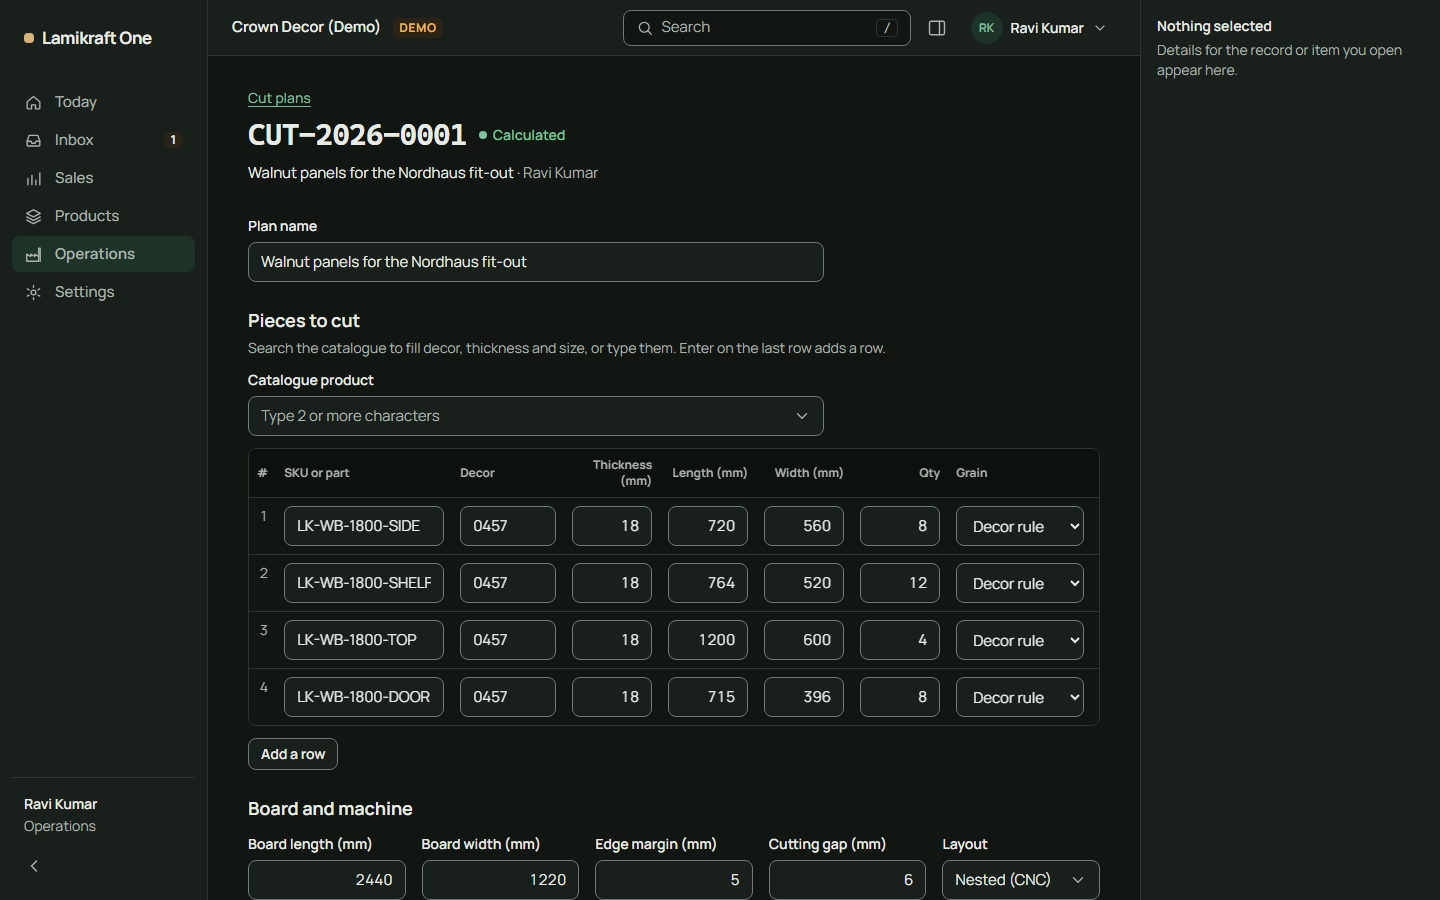 Lamikraft One
Today
Inbox 1
Sales
Products
Operations
Settings
Ravi Kumar
Operations
Crown Decor (Demo) DEMO
Search /
RK Ravi Kumar
Cut plans
CUT-2026-0001 Calculated
Walnut panels for the Nordhaus fit-out · Ravi Kumar
Plan name
Walnut panels for the Nordhaus fit-out
Pieces to cut
Search the catalogue to fill decor, thickness and size, or type them. Enter on the last row adds a row.
Catalogue product
Type 2 or more characters
# SKU or part Decor Thickness (mm) Length (mm) Width (mm) Qty Grain
1 LK-WB-1800-SIDE 0457 18 720 560 8 Decor rule
2 LK-WB-1800-SHELF 0457 18 764 520 12 Decor rule
3 LK-WB-1800-TOP 0457 18 1200 600 4 Decor rule
4 LK-WB-1800-DOOR 0457 18 715 396 8 Decor rule
Add a row
Board and machine
Board length (mm) Board width (mm) Edge margin (mm) Cutting gap (mm) Layout
2440 1220 5 6 Nested (CNC)
Nothing selected
Details for the record or item you open
appear here.